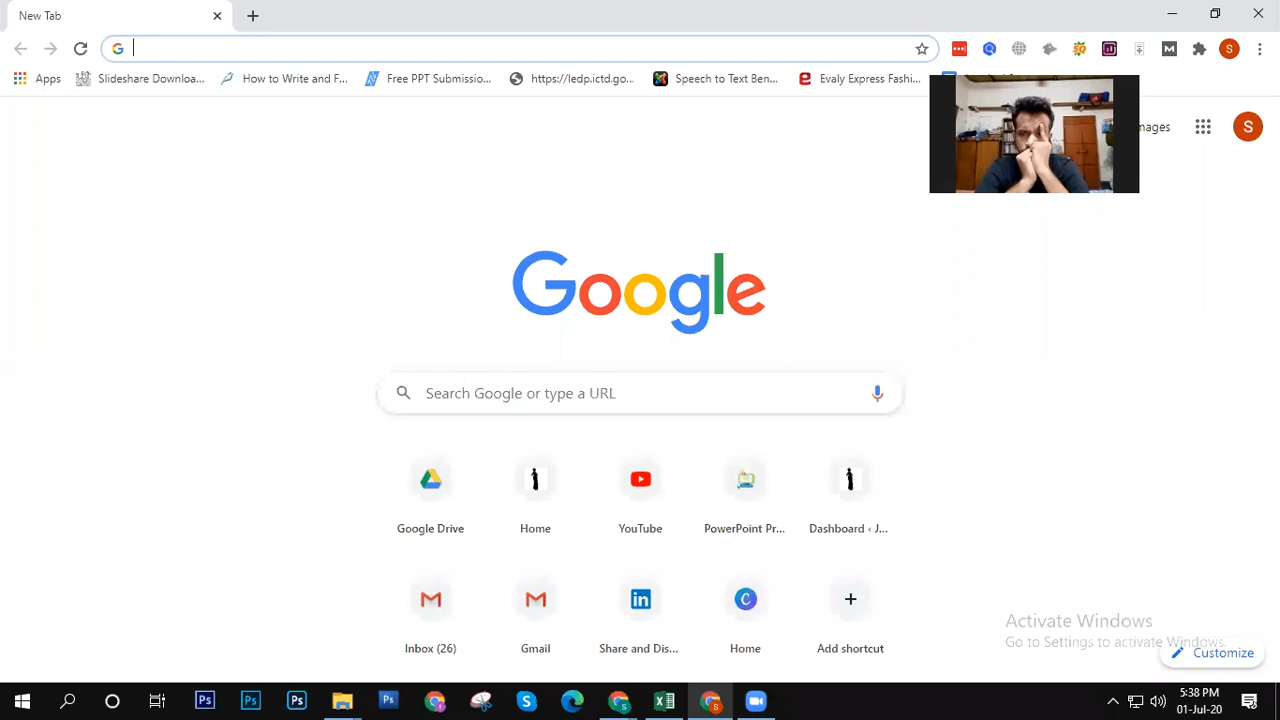 New Tab
Apps Slideshare Downloa... How to Write and F... Free PPT Submissio... https://ledp.ictd.go... Speech to Text Ben... Evaly Express Fashi...
mages S
Google
Search Google or type a URL
Google Drive Home YouTube PowerPoint Pr... Dashboard ‹ J...
Inbox (26) Gmail Share and Dis... Home Add shortcut
Activate Windows
Go to Settings to activate Windows.
Customize
5:38 PM
01-Jul-20